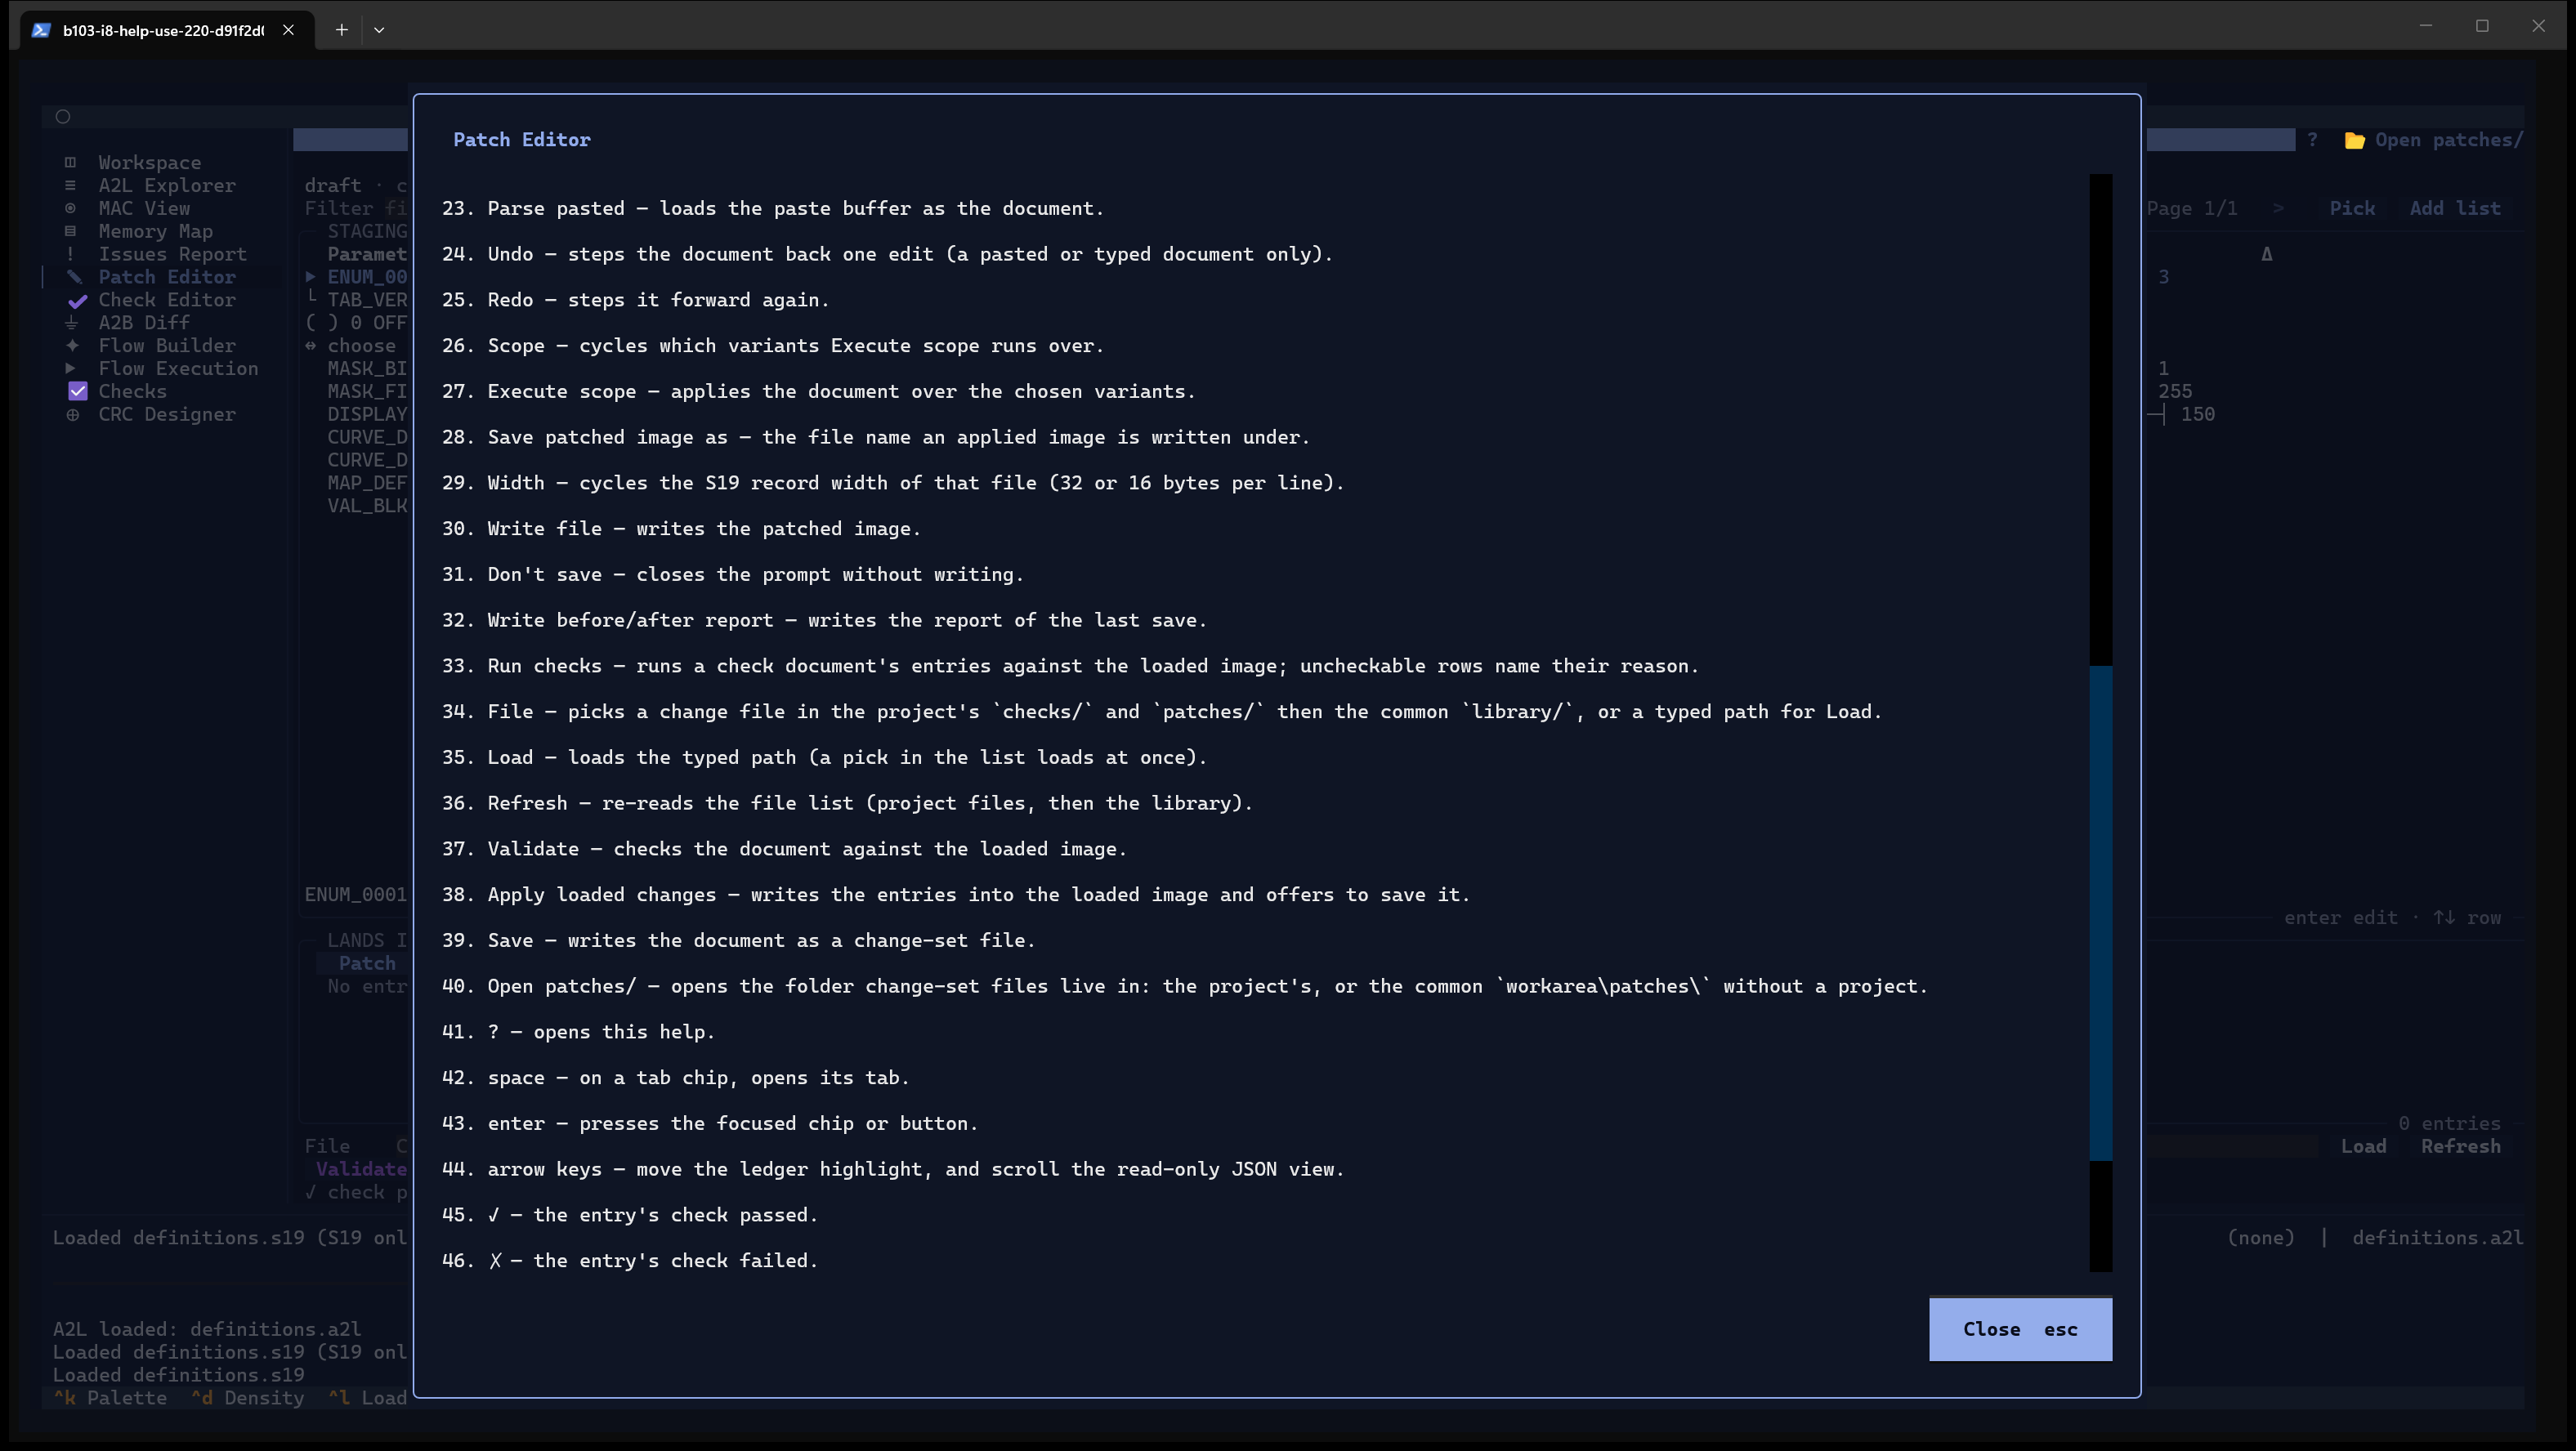 b103-i8-help-use-220-d91f2d
Patch Editor
? Open patches/
Workspace
A2L Explorer
MAC View
Memory Map
Issues Report
Patch Editor
Check Editor
A2B Diff
Flow Builder
Flow Execution
Checks
CRC Designer
draft · c
Filter fi
STAGING
Paramet
ENUM_00
TAB_VER
( ) 0 OFF
choose
MASK_BI
MASK_FI
DISPLAY
CURVE_D
CURVE_D
MAP_DEF
VAL_BLK
ENUM_0001
LANDS I
Patch
No entr
File C
Validate
✓ check p
23. Parse pasted — loads the paste buffer as the document.
24. Undo — steps the document back one edit (a pasted or typed document only).
25. Redo — steps it forward again.
26. Scope — cycles which variants Execute scope runs over.
27. Execute scope — applies the document over the chosen variants.
28. Save patched image as — the file name an applied image is written under.
29. Width — cycles the S19 record width of that file (32 or 16 bytes per line).
30. Write file — writes the patched image.
31. Don't save — closes the prompt without writing.
32. Write before/after report — writes the report of the last save.
33. Run checks — runs a check document's entries against the loaded image; uncheckable rows name their reason.
34. File — picks a change file in the project's `checks/` and `patches/` then the common `library/`, or a typed path for Load.
35. Load — loads the typed path (a pick in the list loads at once).
36. Refresh — re-reads the file list (project files, then the library).
37. Validate — checks the document against the loaded image.
38. Apply loaded changes — writes the entries into the loaded image and offers to save it.
39. Save — writes the document as a change-set file.
40. Open patches/ — opens the folder change-set files live in: the project's, or the common `workarea\patches\` without a project.
41. ? — opens this help.
42. space — on a tab chip, opens its tab.
43. enter — presses the focused chip or button.
44. arrow keys — move the ledger highlight, and scroll the read-only JSON view.
45. ✓ — the entry's check passed.
46. ✗ — the entry's check failed.
Close esc
Page 1/1 > Pick Add list
Δ
3
1
255
150
enter edit · ↑↓ row
0 entries
Load Refresh
Loaded definitions.s19 (S19 onl
(none) | definitions.a2l
A2L loaded: definitions.a2l
Loaded definitions.s19 (S19 onl
Loaded definitions.s19
^k Palette ^d Density ^l Load